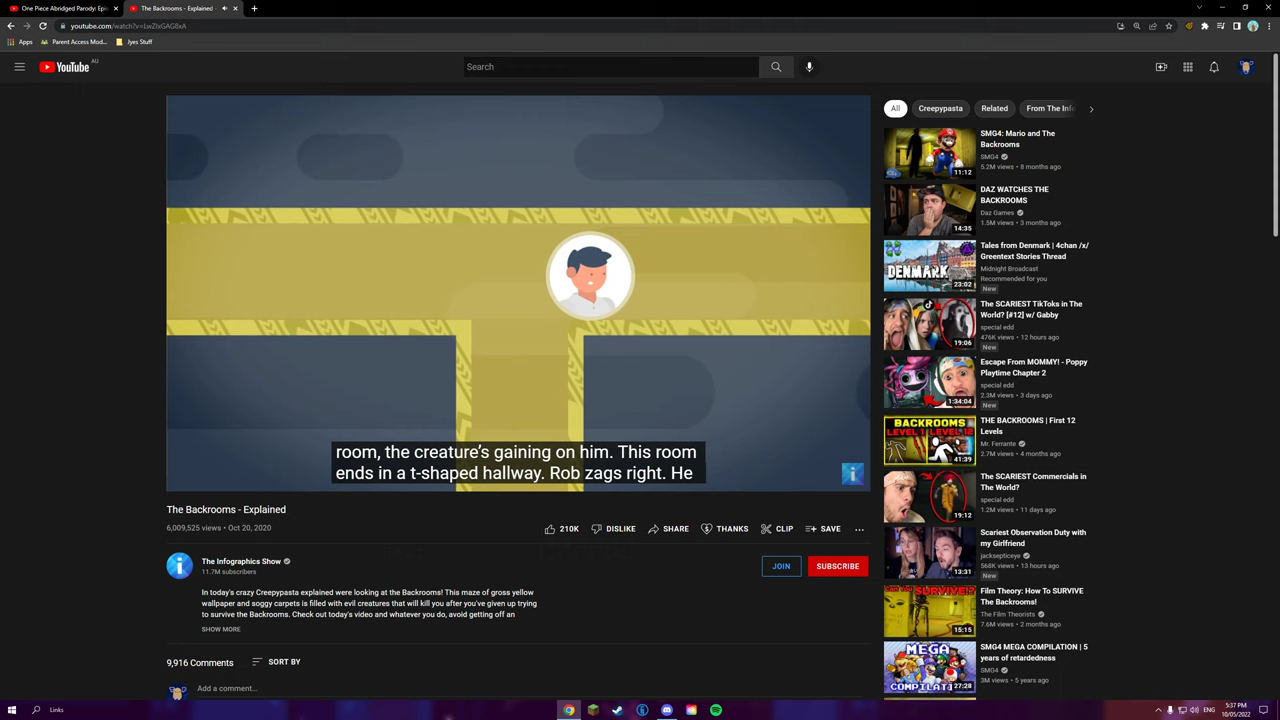 One Piece Abridged Parody: Epi
The Backrooms - Explained -
youtube.com/watch?v=LwZIxGAG8xA
Apps
Parent Access Mod...
Jyes Stuff
YouTube
AU
Search
room, the creature's gaining on him. This room
ends in a t-shaped hallway. Rob zags right. He
The Backrooms - Explained
6,009,525 views • Oct 20, 2020
210K
DISLIKE
SHARE
THANKS
CLIP
SAVE
The Infographics Show
11.7M subscribers
JOIN
SUBSCRIBE
In today's crazy Creepypasta explained were looking at the Backrooms! This maze of gross yellow
wallpaper and soggy carpets is filled with evil creatures that will kill you after you've given up trying
to survive the Backrooms. Check out today's video and whatever you do, avoid getting off an
SHOW MORE
9,916 Comments
SORT BY
Add a comment...
All
Creepypasta
Related
From The Info
11:12
SMG4: Mario and The
Backrooms
SMG4
5.2M views • 8 months ago
14:35
DAZ WATCHES THE
BACKROOMS
Daz Games
1.5M views • 3 months ago
DENMARK
23:02
Tales from Denmark | 4chan /x/
Greentext Stories Thread
Midnight Broadcast
Recommended for you
New
19:06
The SCARIEST TikToks in The
World? [#12] w/ Gabby
special edd
476K views • 12 hours ago
New
1:34:04
Escape From MOMMY! - Poppy
Playtime Chapter 2
special edd
2.3M views • 3 days ago
New
BACKROOMS
LEVEL 1 LEVEL 12
41:39
THE BACKROOMS | First 12
Levels
Mr. Ferrante
2.7M views • 4 months ago
19:12
The SCARIEST Commercials in
The World?
special edd
1.2M views • 11 days ago
13:31
Scariest Observation Duty with
my Girlfriend
jacksepticeye
568K views • 13 hours ago
New
CAN YOU SURVIVE!?
15:15
Film Theory: How To SURVIVE
The Backrooms!
The Film Theorists
7.6M views • 2 months ago
MEGA
COMPILATION
27:28
SMG4 MEGA COMPILATION | 5
years of retardedness
SMG4
3M views • 5 years ago
Links
ENG
5:37 PM
10/05/2022